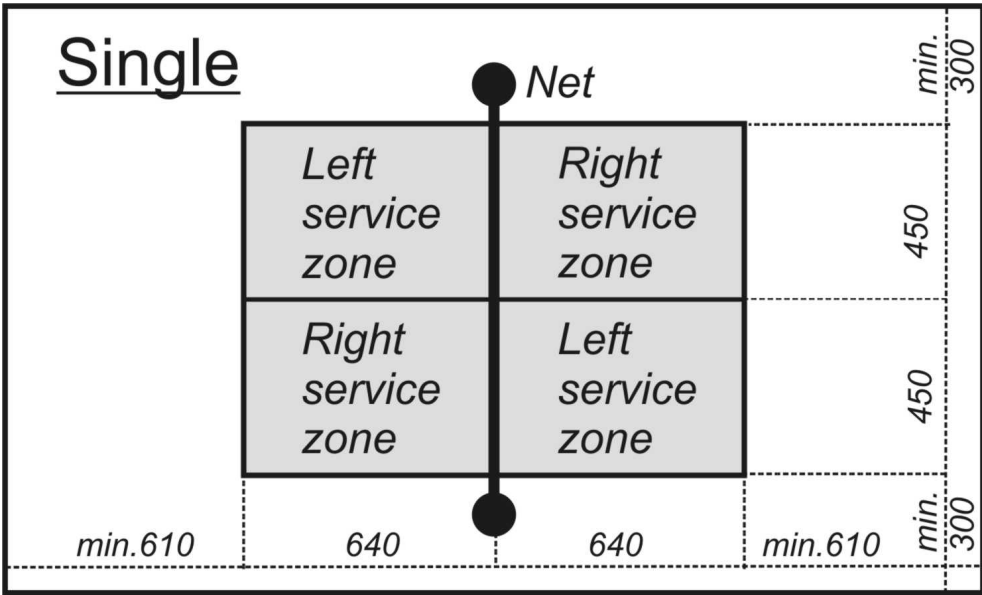 Single
Net
min.
300
Left
service
zone
Right
service
zone
450
Right
service
zone
Left
service
zone
450
min.
300
min.610
640
640
min.610